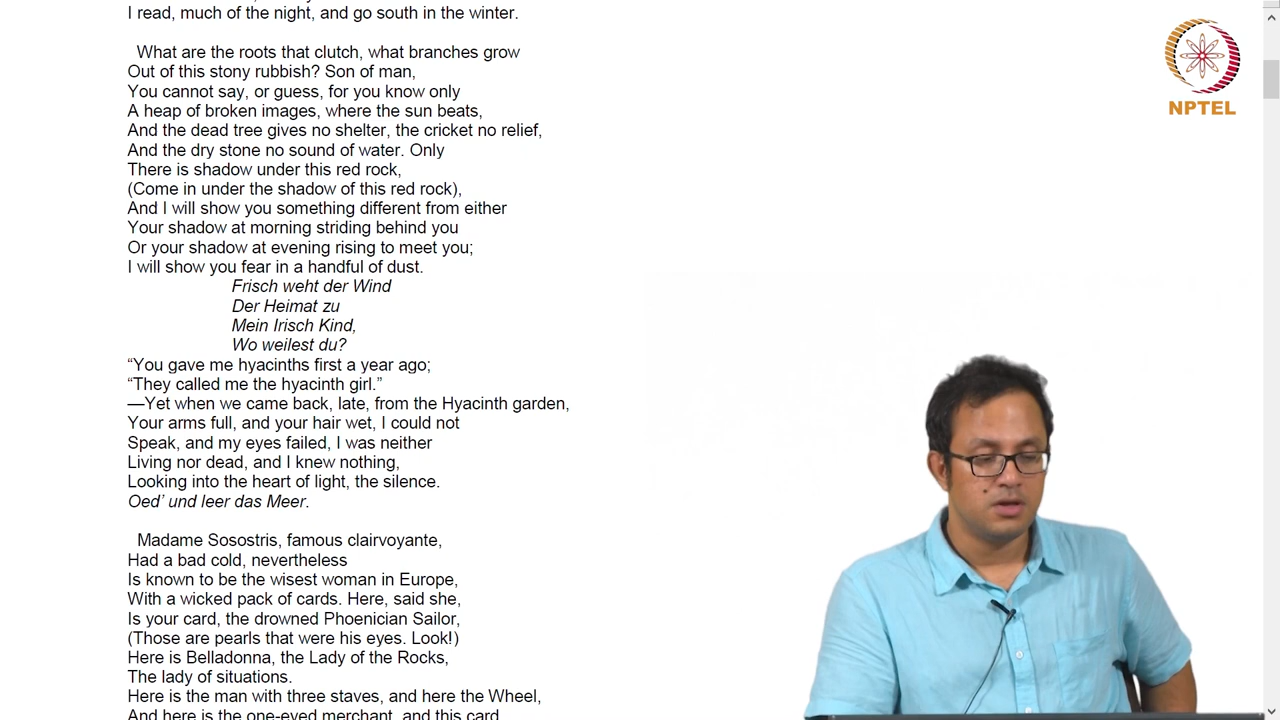 I read, much of the night, and go south in the winter.
What are the roots that clutch, what branches grow
Out of this stony rubbish? Son of man,
You cannot say, or guess, for you know only
A heap of broken images, where the sun beats,
And the dead tree gives no shelter, the cricket no relief,
And the dry stone no sound of water. Only
There is shadow under this red rock,
(Come in under the shadow of this red rock),
And I will show you something different from either
Your shadow at morning striding behind you
Or your shadow at evening rising to meet you;
I will show you fear in a handful of dust.
Frisch weht der Wind
Der Heimat zu
Mein Irisch Kind,
Wo weilest du?
“You gave me hyacinths first a year ago;
“They called me the hyacinth girl.”
—Yet when we came back, late, from the Hyacinth garden,
Your arms full, and your hair wet, I could not
Speak, and my eyes failed, I was neither
Living nor dead, and I knew nothing,
Looking into the heart of light, the silence.
Oed’ und leer das Meer.
Madame Sosostris, famous clairvoyante,
Had a bad cold, nevertheless
Is known to be the wisest woman in Europe,
With a wicked pack of cards. Here, said she,
Is your card, the drowned Phoenician Sailor,
(Those are pearls that were his eyes. Look!)
Here is Belladonna, the Lady of the Rocks,
The lady of situations.
Here is the man with three staves, and here the Wheel,
And here is the one-eyed merchant, and this card,
NPTEL